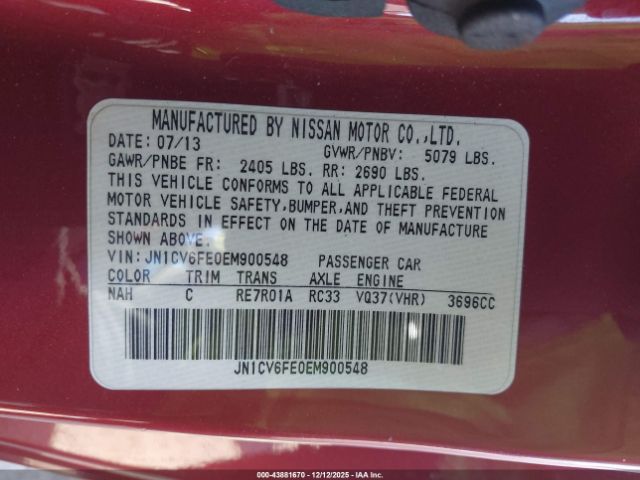 MANUFACTURED BY NISSAN MOTOR CO.,LTD.
DATE: 07/13 GVWR/PNBV: 5079 LBS.
GAWR/PNBE FR: 2405 LBS. RR: 2690 LBS.
THIS VEHICLE CONFORMS TO ALL APPLICABLE FEDERAL
MOTOR VEHICLE SAFETY,BUMPER,AND THEFT PREVENTION
STANDARDS IN EFFECT ON THE DATE OF MANUFACTURE
SHOWN ABOVE.
VIN:JN1CV6FE0EM900548 PASSENGER CAR
COLOR TRIM TRANS AXLE ENGINE
NAH C RE7R01A RC33 VQ37(VHR) 3696CC
JN1CV6FE0EM900548
000-43881670 12/12/2025 - IAA Inc.